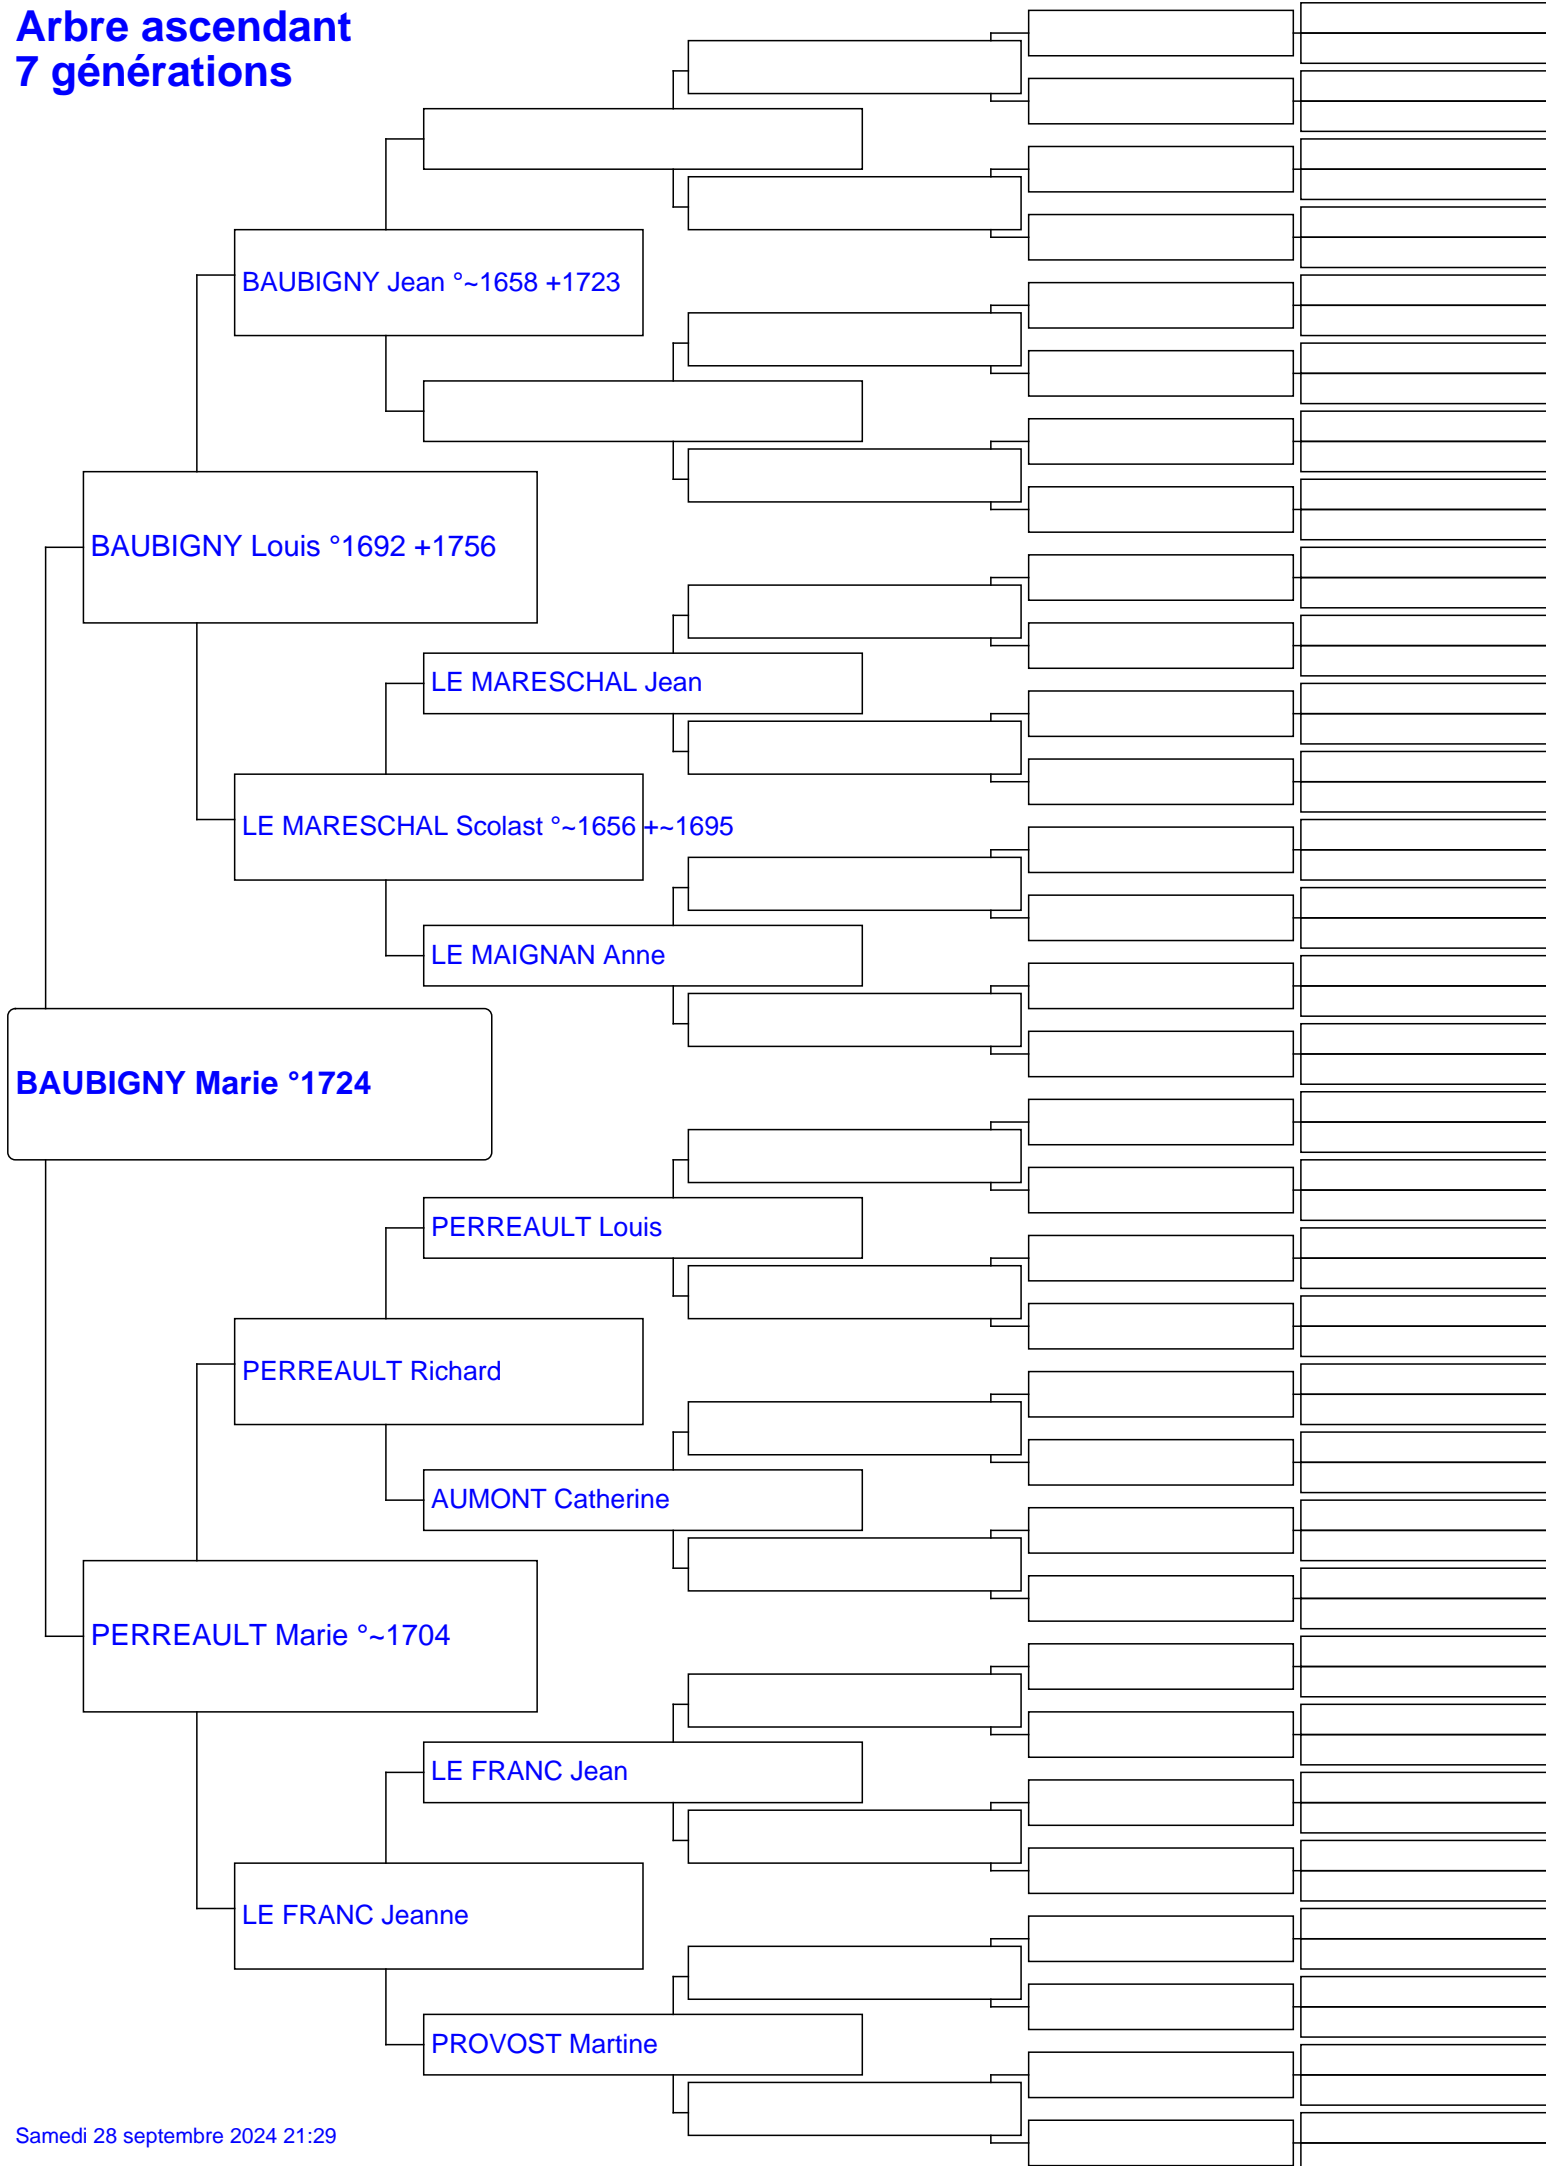 Arbre ascendant
7 générations
BAUBIGNY Jean °~1658 +1723
BAUBIGNY Louis °1692 +1756
LE MARESCHAL Jean
LE MARESCHAL Scolast °~1656 +~1695
LE MAIGNAN Anne
BAUBIGNY Marie °1724
PERREAULT Louis
PERREAULT Richard
AUMONT Catherine
PERREAULT Marie °~1704
LE FRANC Jean
LE FRANC Jeanne
PROVOST Martine
Samedi 28 septembre 2024 21:29